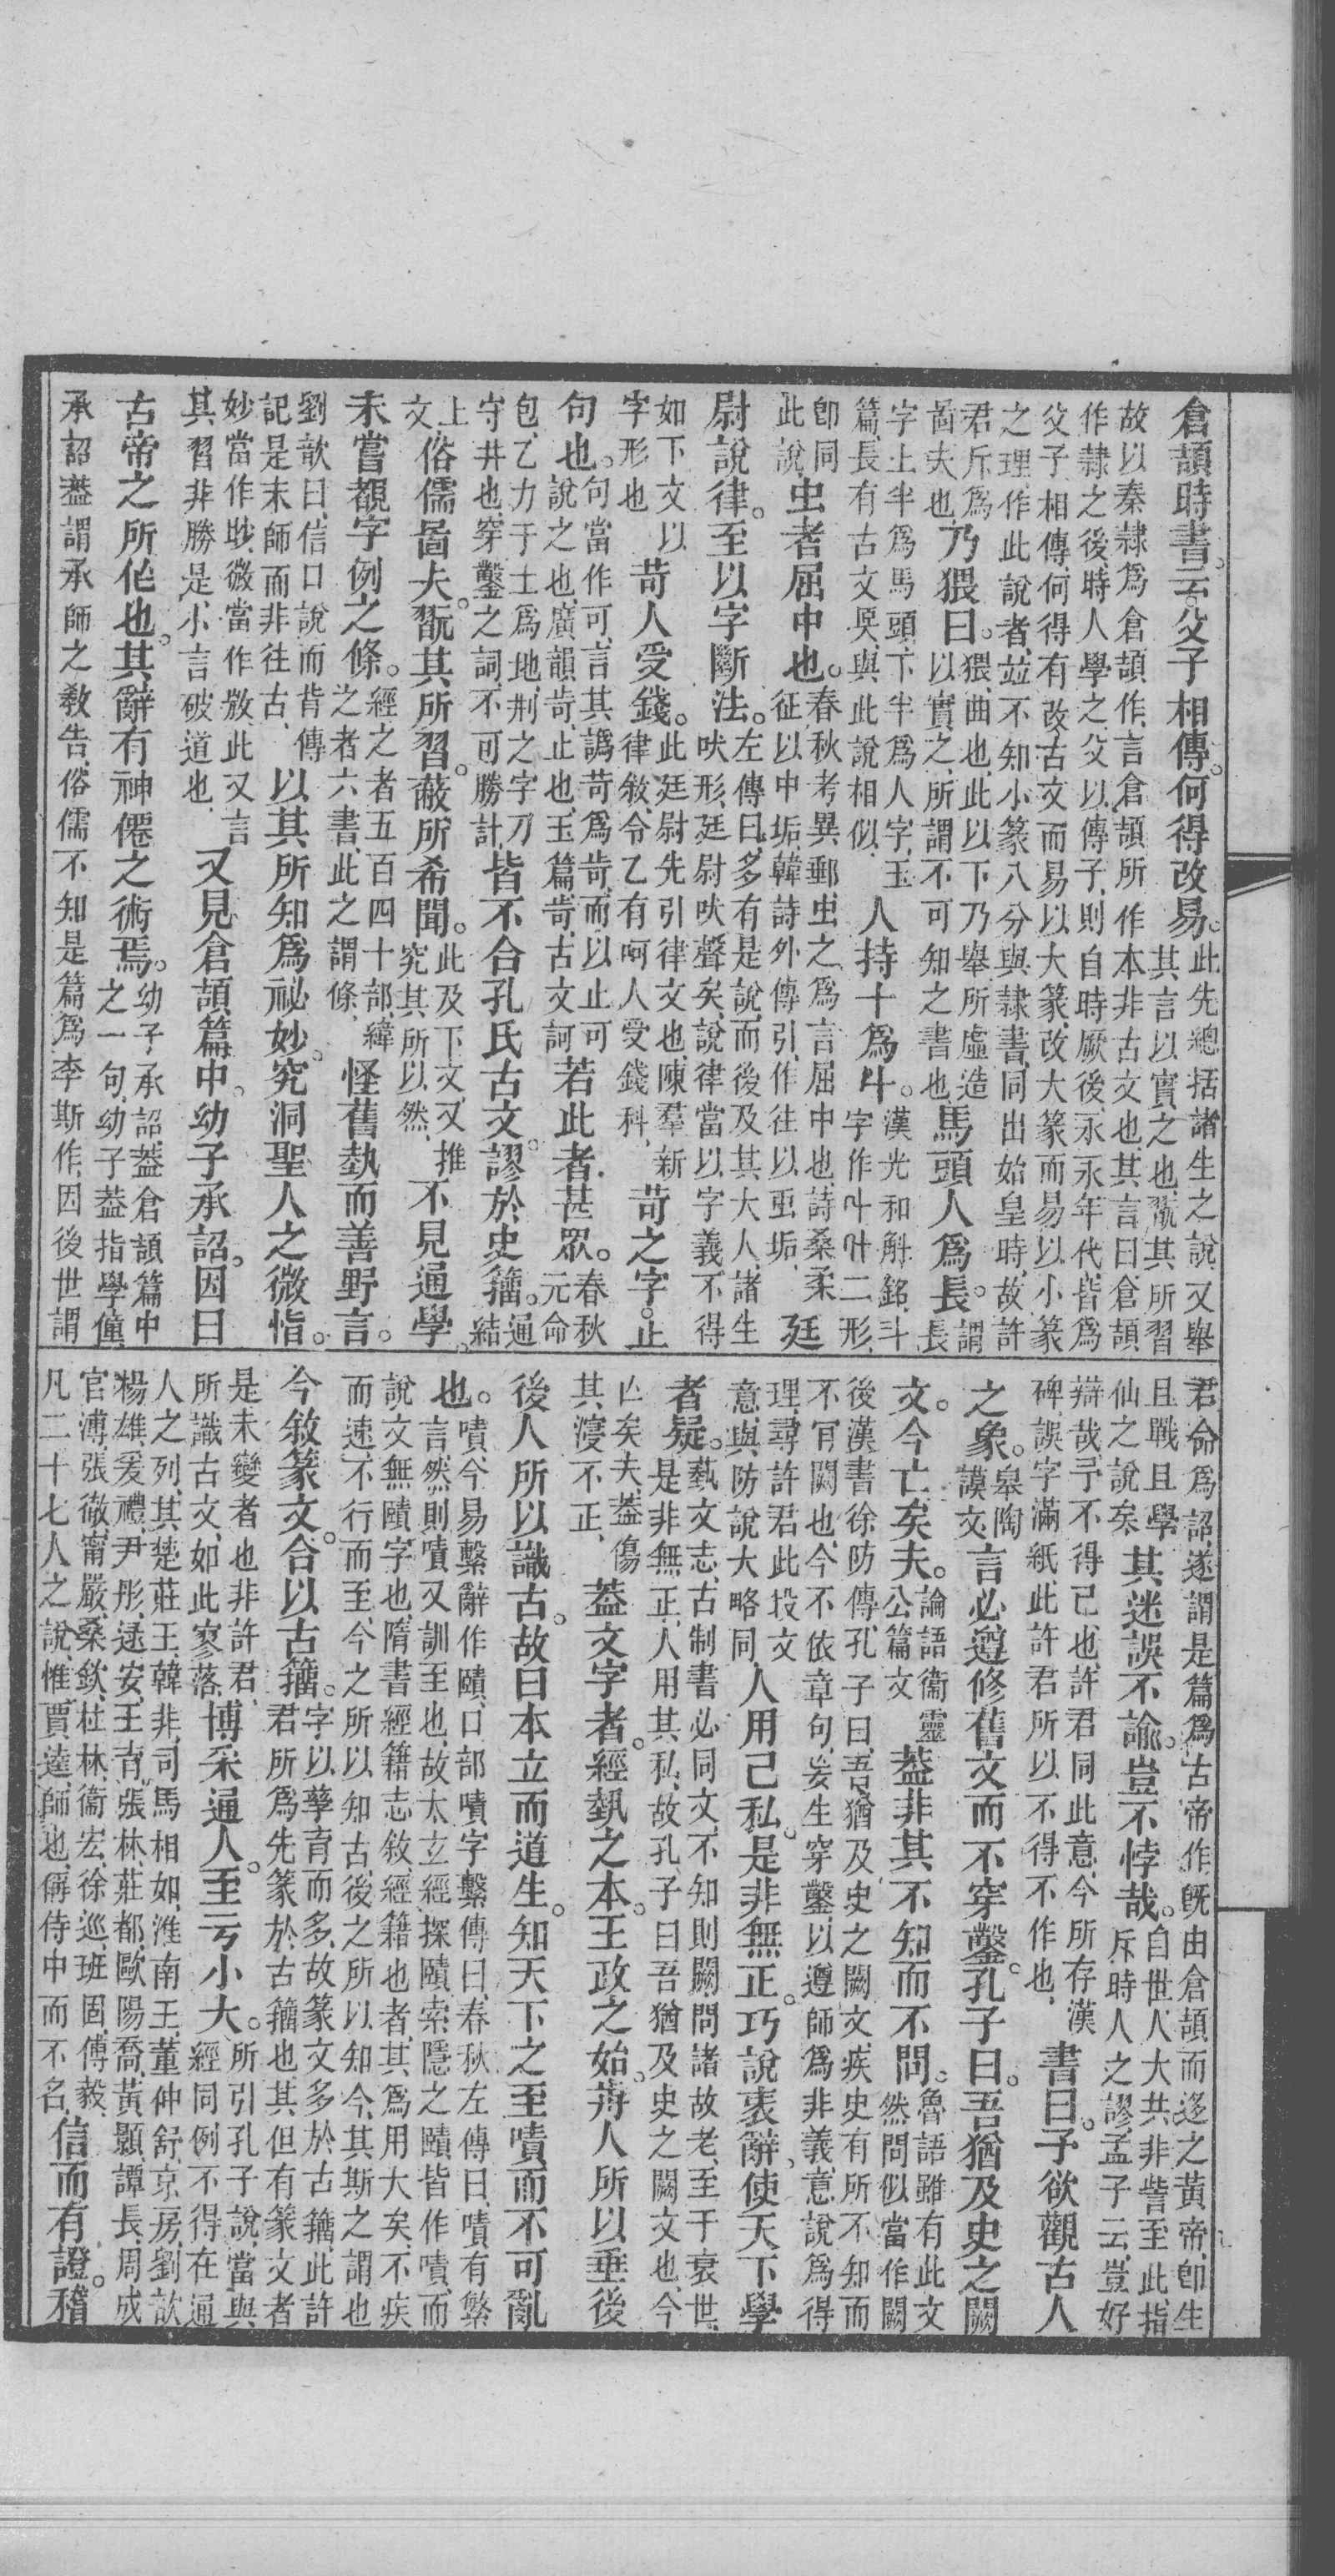 倉頡時書云父子相傳何得改易此先總括諸生之說又舉其言以實之也翫其所習
故以秦隸爲倉頡作言倉頡所作本非古文也其言曰倉頡
作隸之後時人學之父以傳子則自時厥後永永年代皆爲
父子相傳何得有改古文而易以大篆改大篆而易以小篆
之理作此說者並不知小篆八分與隸書同出始皇時故許
君斥爲啚夫也乃猥曰猥曲也此以下乃舉所虛造以實之所謂不可知之書也馬頭人爲長謂長
字上半爲馬頭下半爲人字玉篇長有古文與此說相似人持十爲斗漢光和斛銘斗字作二形
卽同此說虫者屈中也春秋考異郵虫之爲言屈中也詩桑柔征以中垢韓詩外傳引作往以垢廷
尉說律至以字斷法左傳曰多有是說而後及其大人諸生吠形廷尉吠聲矣說律當以字義不得
如下文以字形也苛人受錢此廷尉先引律文也陳羣新律敘令乙有呵人受錢科苛之字止
句也句當作可言其譌苛爲訶而以止可說之也廣韻訶止也玉篇訶古文訶若此者甚眾春秋元命
包乙力于土爲地荆之字刀守井也穿鑿之詞不可勝計皆不合孔氏古文謬於史籀通結
上文俗儒啚夫翫其所習蔽所希聞此及下文又推究其所以然不見通學
未嘗覩字例之條經之者五百四十部緯之者六書此之謂條怪舊埶而善野言
劉歆曰信口說而背傳記是末師而非往古以其所知爲祕妙究洞聖人之微恉
妙當作眇微當作散此又言其習非勝是小言破道也又見倉頡篇中幼子承詔因曰
古帝之所作也其辭有神僊之術焉幼子承詔葢倉頡篇中之一句幼子葢指學僮
承詔葢謂承師之敎告俗儒不知是篇爲李斯作因後世謂
君命爲詔遂謂是篇爲古帝作旣由倉頡而迻之黃帝卽生
且戰且學仙之說矣其迷誤不諭豈不悖哉自世人大共非訾至此指斥時人之謬孟子云豈好
辯哉予不得已也許君同此意今所存漢碑誤字滿紙此許君所以不得不作也書曰予欲觀古人
之象皋陶謨文言必遵修舊文而不穿鑿孔子曰吾猶及史之闕
文今亡矣夫論語衞靈公篇文葢非其不知而不問魯語雖有此文然問似當作闕
後漢書徐防傳孔子曰吾猶及史之闕文疾史有所不知而
不肯闕也今不依章句妄生穿鑿以遵師爲非義意說爲得
理尋許君此段文意與防說大略同人用己私是非無正巧說衺辭使天下學
者疑藝文志古制書必同文不知則闕問諸故老至于衰世是非無正人用其私故孔子曰吾猶及史之闕文也今
亾矣夫葢傷其寖不正葢文字者經埶之本王政之始歬人所以垂後
後人所以識古故曰本立而道生知天下之至嘖而不可亂
也嘖今易繫辭作賾口部嘖字繫傳曰春秋左傳曰嘖有緐言然則嘖又訓至也故太玄經探賾索隱之賾皆作嘖而
說文無賾字也隋書經籍志敘經籍也者其爲用大矣不疾
而速不行而至今之所以知古後之所以知今其斯之謂也
今敘篆文合以古籀字以孳育而多故篆文多於古籀此許君所爲先篆於古籀也其但有篆文者
是未變者也非許君所識古文如此寥落博采通人至亏小大所引孔子說當與經同例不得在通
人之列其楚莊王韓非司馬相如淮南王董仲舒京房劉歆
楊雄爰禮尹彤逯安王育張林莊都歐陽喬黃顥譚長周成
官溥張徹甯嚴桑欽杜林衞宏徐巡班固傅毅
凡二十七人之說惟賈逵師也偁侍中而不名信而有證稽